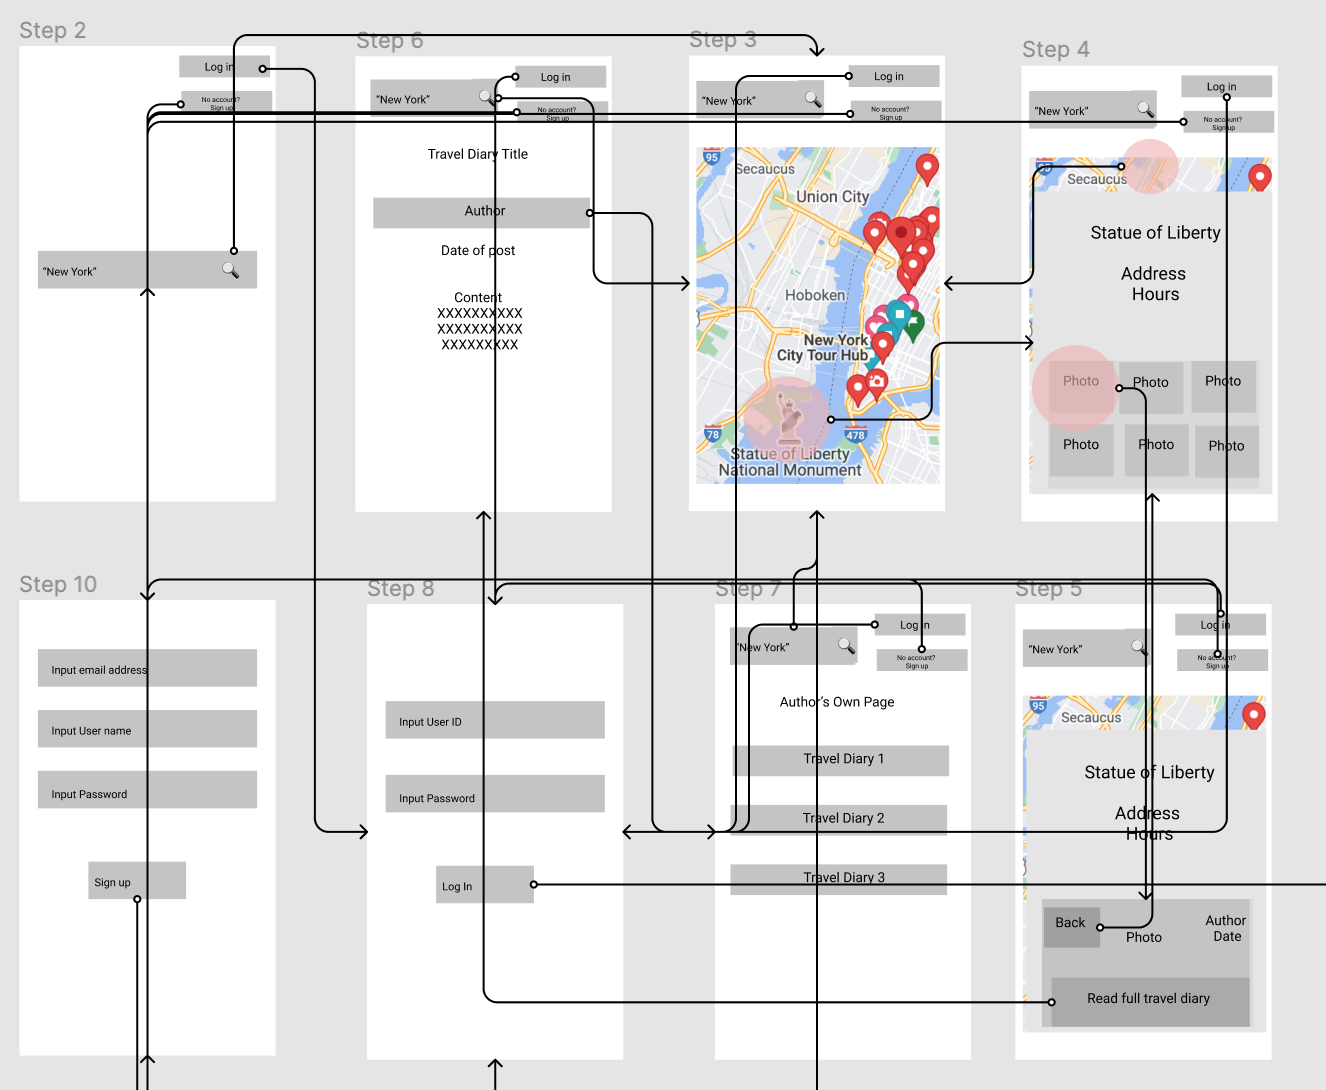 Step 2
Log in
No account?
Sign up
"New York"
Step 6
Log in
"New York"
No account?
Sign up
Travel Diary Title
Author
Date of post
Content
XXXXXXXXXX
XXXXXXXXXX
XXXXXXXXX
Step 3
Log in
"New York"
No account?
Sign up
95
Secaucus
Union City
Hoboken
New York
City Tour Hub
78
478
Statue of Liberty
National Monument
Step 4
Log in
"New York"
No account?
Sign up
95
Secaucus
Statue of Liberty
Address
Hours
Photo
Photo
Photo
Photo
Photo
Photo
Step 10
Input email address
Input User name
Input Password
Sign up
Step 8
Input User ID
Input Password
Log In
Step 7
Log in
"New York"
No account?
Sign up
Author's Own Page
Travel Diary 1
Travel Diary 2
Travel Diary 3
Step 5
Log in
"New York"
No account?
Sign up
95
Secaucus
Statue of Liberty
Address
Hours
Back
Photo
Author
Date
Read full travel diary